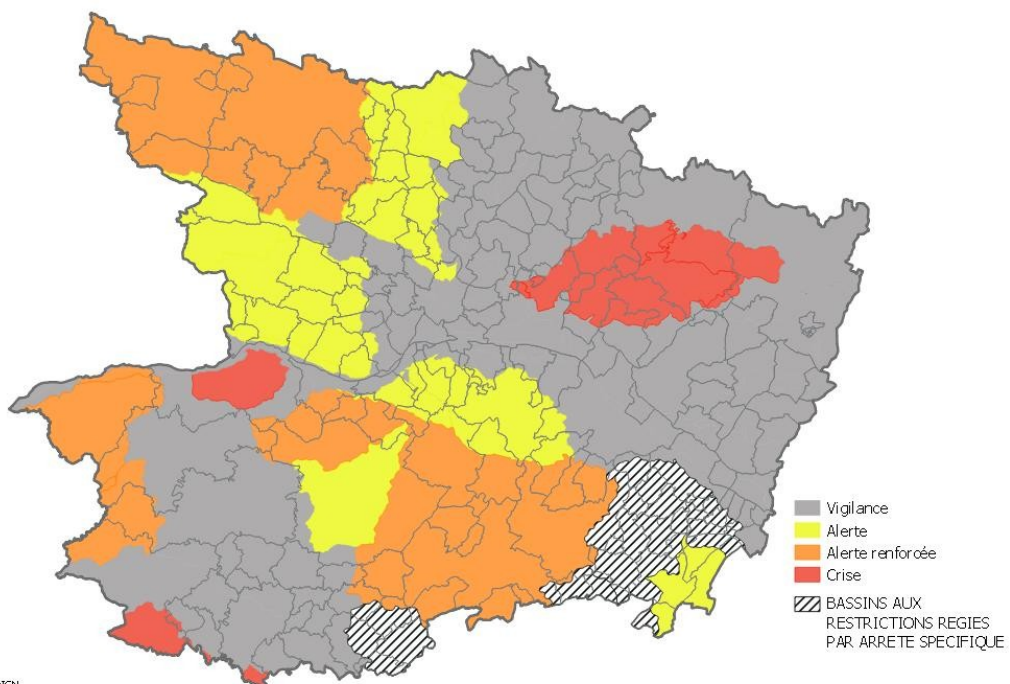 Vigilance
Alerte
Alerte renforcée
Crise
BASSINS AUX
RESTRICTIONS REGIES
PAR ARRETE SPECIFIQUE